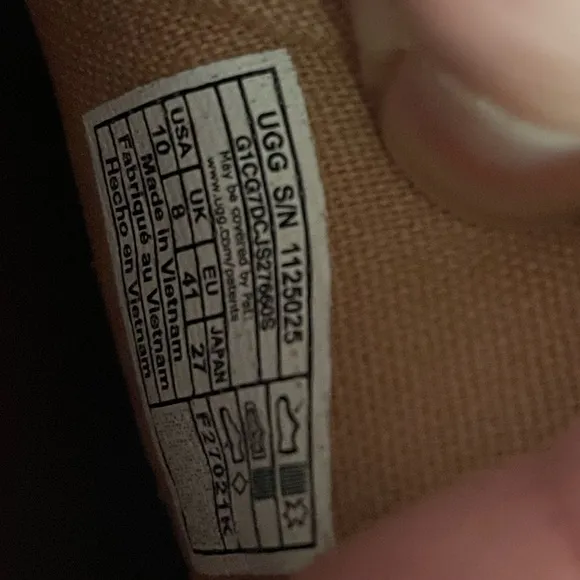 UGG S/N 1125025
G1CG7DCJS27660S
May be covered by Pat.:
www.ugg.com/patents
USA UK EU JAPAN
10 8 41 27
Made in Vietnam
Fabriqué au Vietnam
Hecho en Vietnam
F27021K